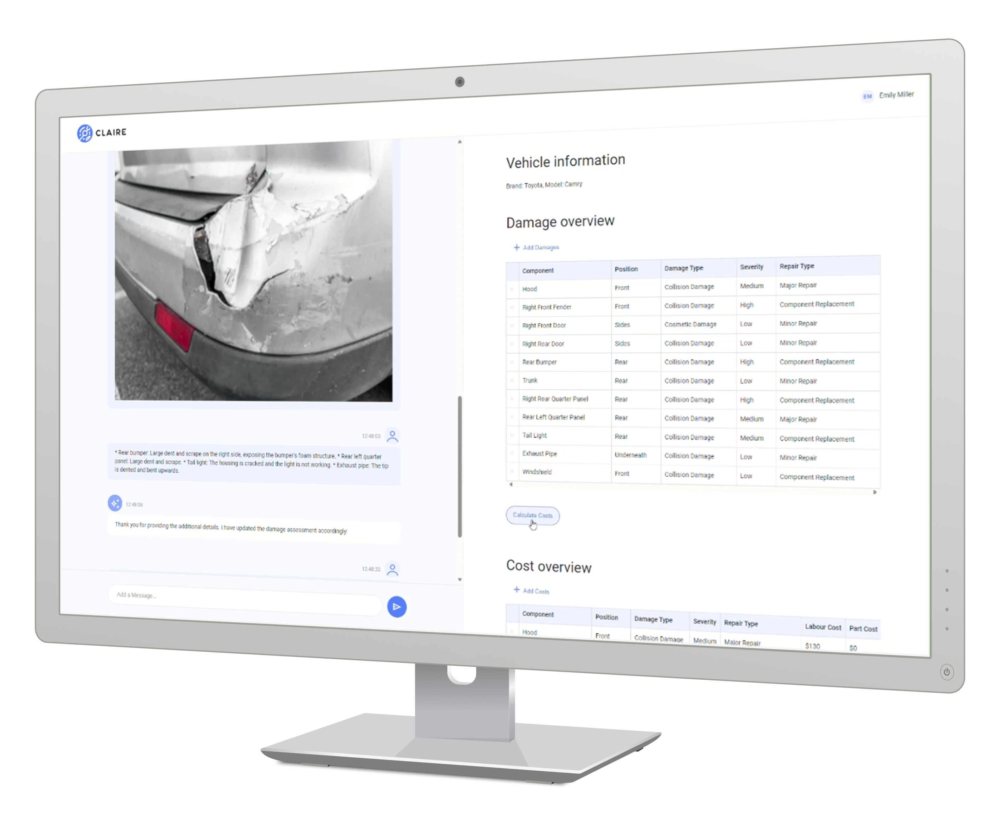 CLAIRE
EM Emily Miller
12:48:03
* Rear bumper: Large dent and scrape on the right side, exposing the bumper's foam structure. * Rear left quarter
panel: Large dent and scrape. * Tail light: The housing is cracked and the light is not working. * Exhaust pipe: The tip
is dented and bent upwards.
12:48:08
Thank you for providing the additional details. I have updated the damage assessment accordingly:
12:48:32
Add a Message...
Vehicle information
Brand: Toyota, Model: Camry
Damage overview
+ Add Damages
Component Position Damage Type Severity Repair Type
Hood Front Collision Damage Medium Major Repair
Right Front Fender Front Collision Damage High Component Replacement
Right Front Door Sides Cosmetic Damage Low Minor Repair
Right Rear Door Sides Collision Damage Low Minor Repair
Rear Bumper Rear Collision Damage High Component Replacement
Trunk Rear Collision Damage Low Minor Repair
Right Rear Quarter Panel Rear Collision Damage High Component Replacement
Rear Left Quarter Panel Rear Collision Damage Medium Major Repair
Tail Light Rear Collision Damage Medium Component Replacement
Exhaust Pipe Underneath Collision Damage Low Minor Repair
Windshield Front Collision Damage Low Component Replacement
Calculate Costs
Cost overview
+ Add Costs
Component Position Damage Type Severity Repair Type Labour Cost Part Cost
Hood Front Collision Damage Medium Major Repair $130 $0